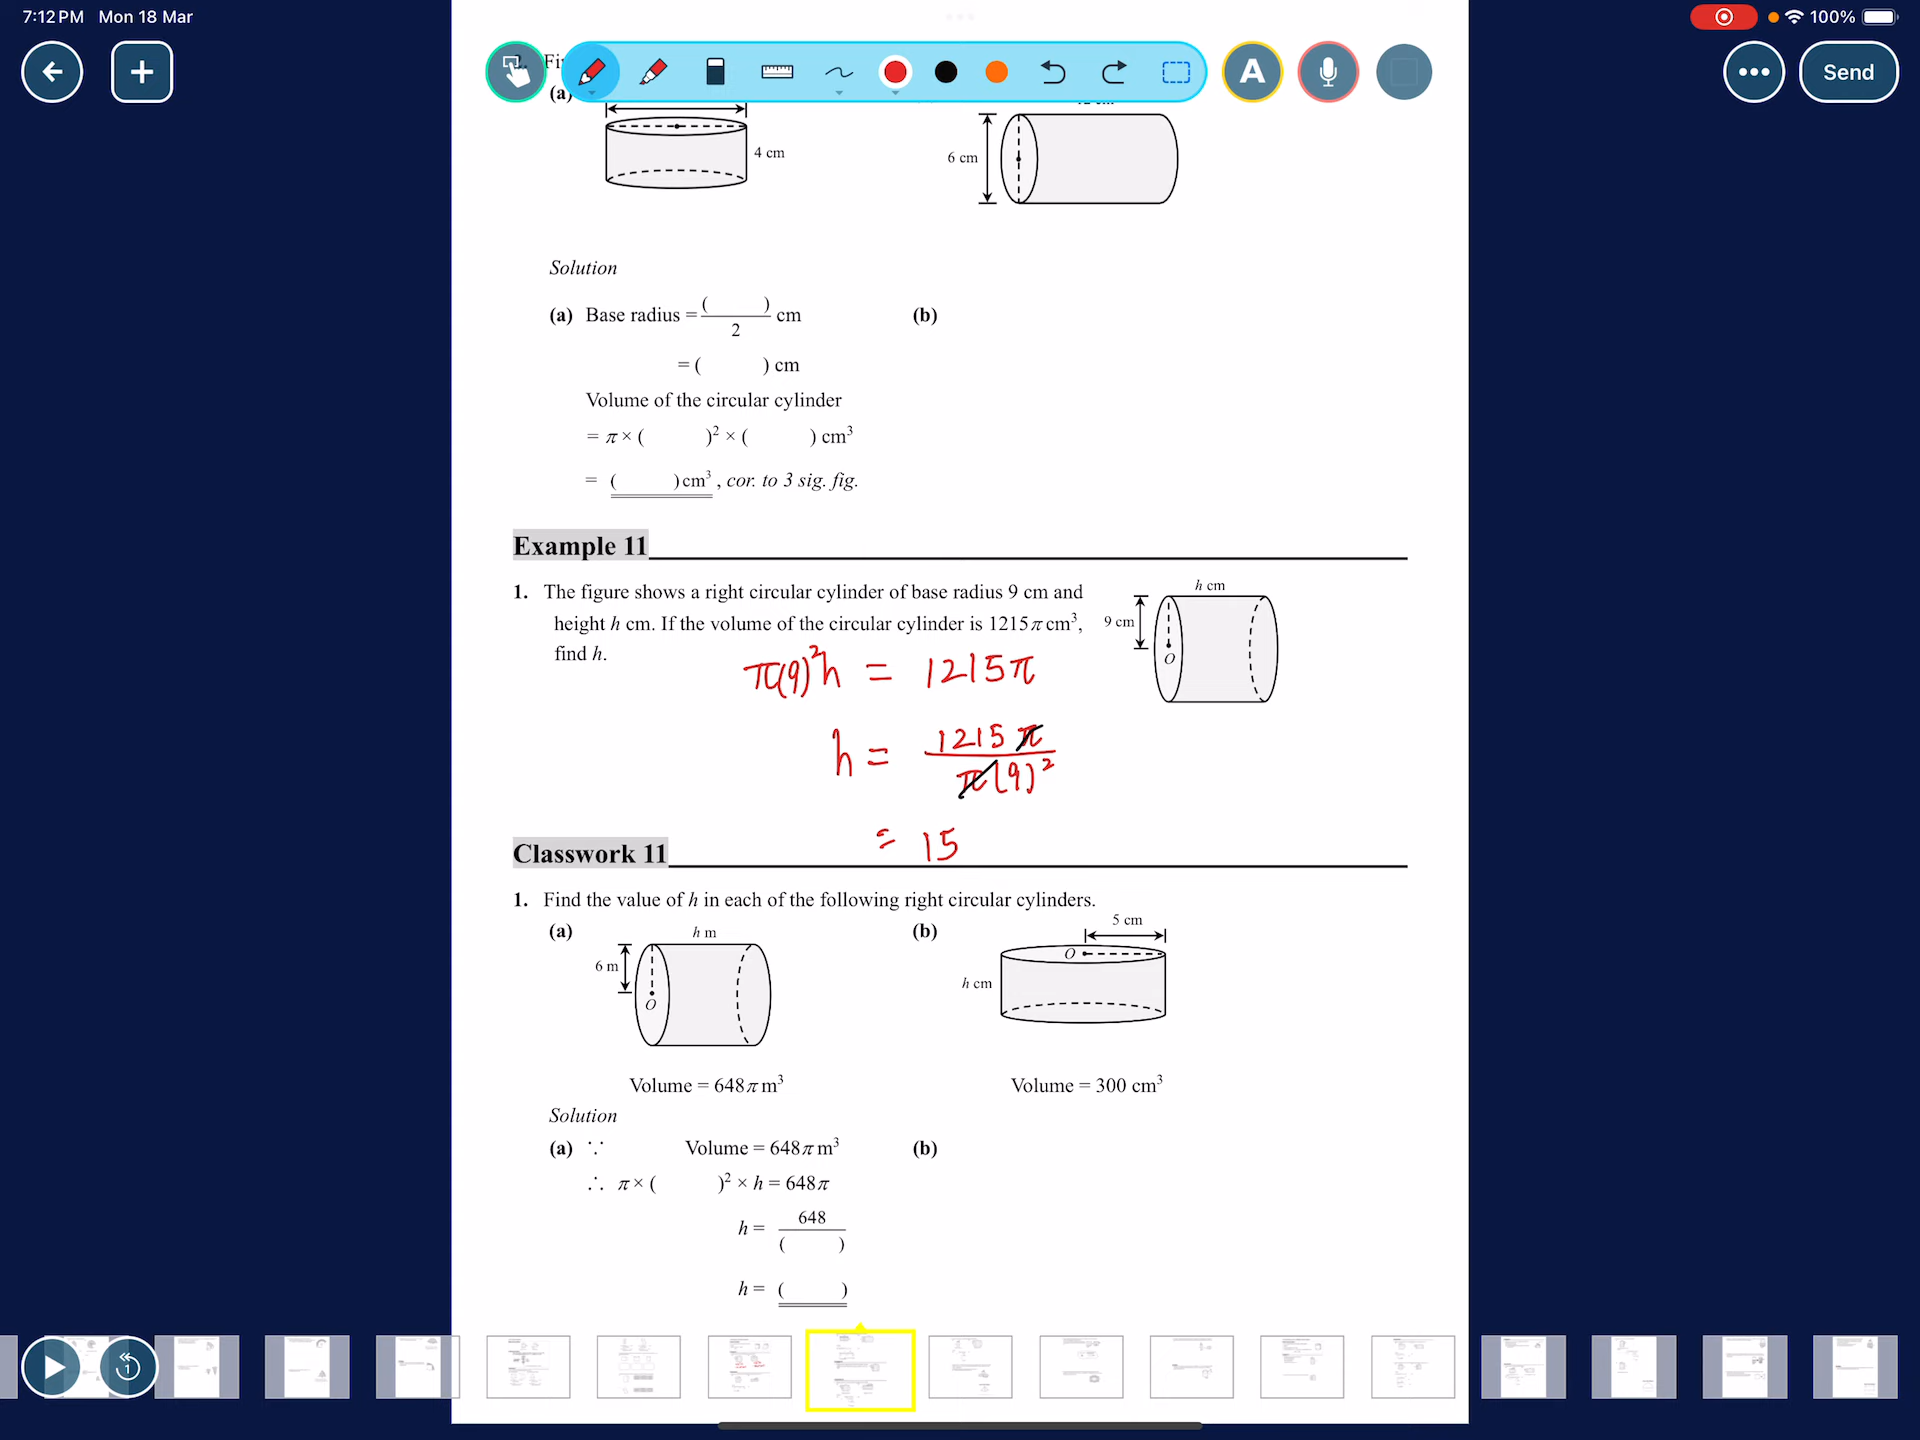 7:12 PM Mon 18 Mar
100%
A
Send
2. Fi
(a)
4 cm
6 cm
Solution
(a) Base radius = ( )/2 cm
= ( ) cm
Volume of the circular cylinder
= π × ( )² × ( ) cm³
= ( ) cm³ , cor. to 3 sig. fig.
(b)
Example 11
1. The figure shows a right circular cylinder of base radius 9 cm and
height h cm. If the volume of the circular cylinder is 1215π cm³,
find h.
h cm
9 cm
O
π(9)²h = 1215π
h = 1215π/π(9)²
= 15
Classwork 11
1. Find the value of h in each of the following right circular cylinders.
(a)
h m
6 m
O
Volume = 648π m³
(b)
5 cm
O
h cm
Volume = 300 cm³
Solution
(a) ∵ Volume = 648π m³
∴ π × ( )² × h = 648π
h = 648/( )
h = ( )
(b)
1